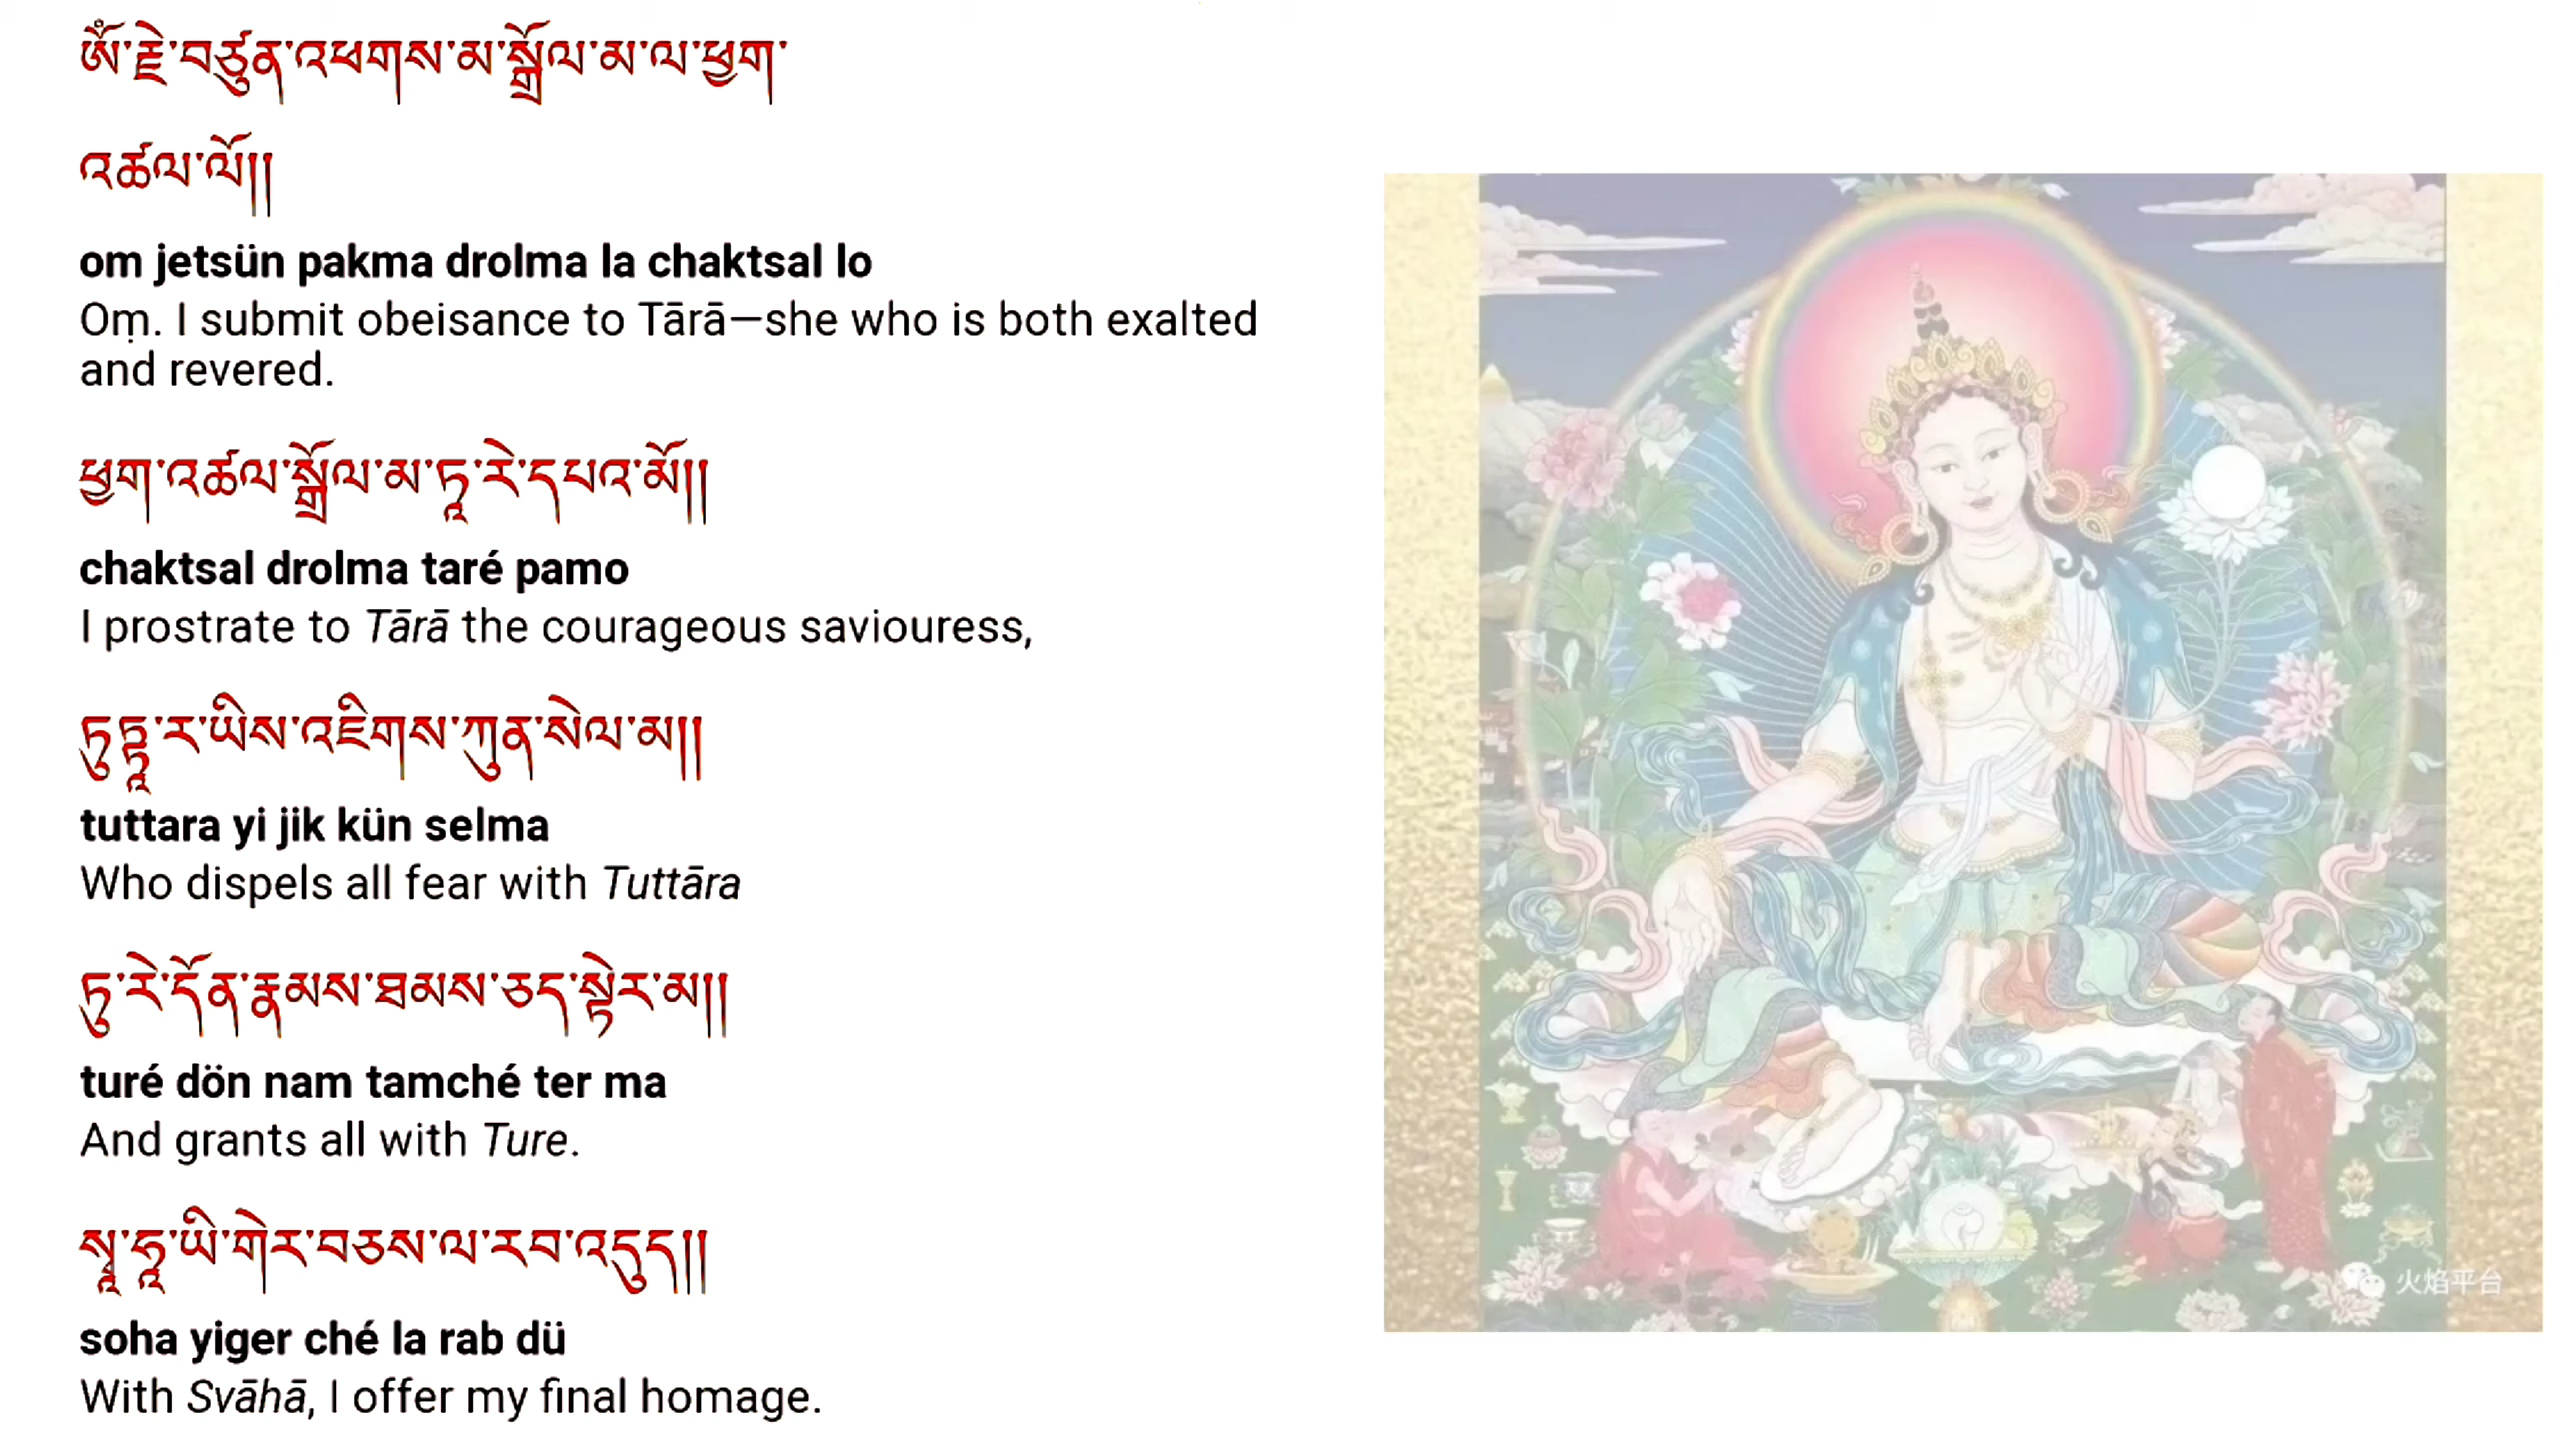 ཨོཾ་རྗེ་བཙུན་འཕགས་མ་སྒྲོལ་མ་ལ་ཕྱག་
འཚལ་ལོ།།
om jetsün pakma drolma la chaktsal lo
Oṃ. I submit obeisance to Tārā—she who is both exalted
and revered.
ཕྱག་འཚལ་སྒྲོལ་མ་ཏཱ་རེ་དཔའ་མོ།།
chaktsal drolma taré pamo
I prostrate to Tārā the courageous saviouress,
ཏུཏྟཱ་ར་ཡིས་འཇིགས་ཀུན་སེལ་མ།།
tuttara yi jik kün selma
Who dispels all fear with Tuttāra
ཏུ་རེ་དོན་རྣམས་ཐམས་ཅད་སྟེར་མ།།
turé dön nam tamché ter ma
And grants all with Ture.
སྭཱ་ཧཱ་ཡི་གེར་བཅས་ལ་རབ་འདུད།།
soha yiger ché la rab dü
With Svāhā, I offer my final homage.
火焰平台